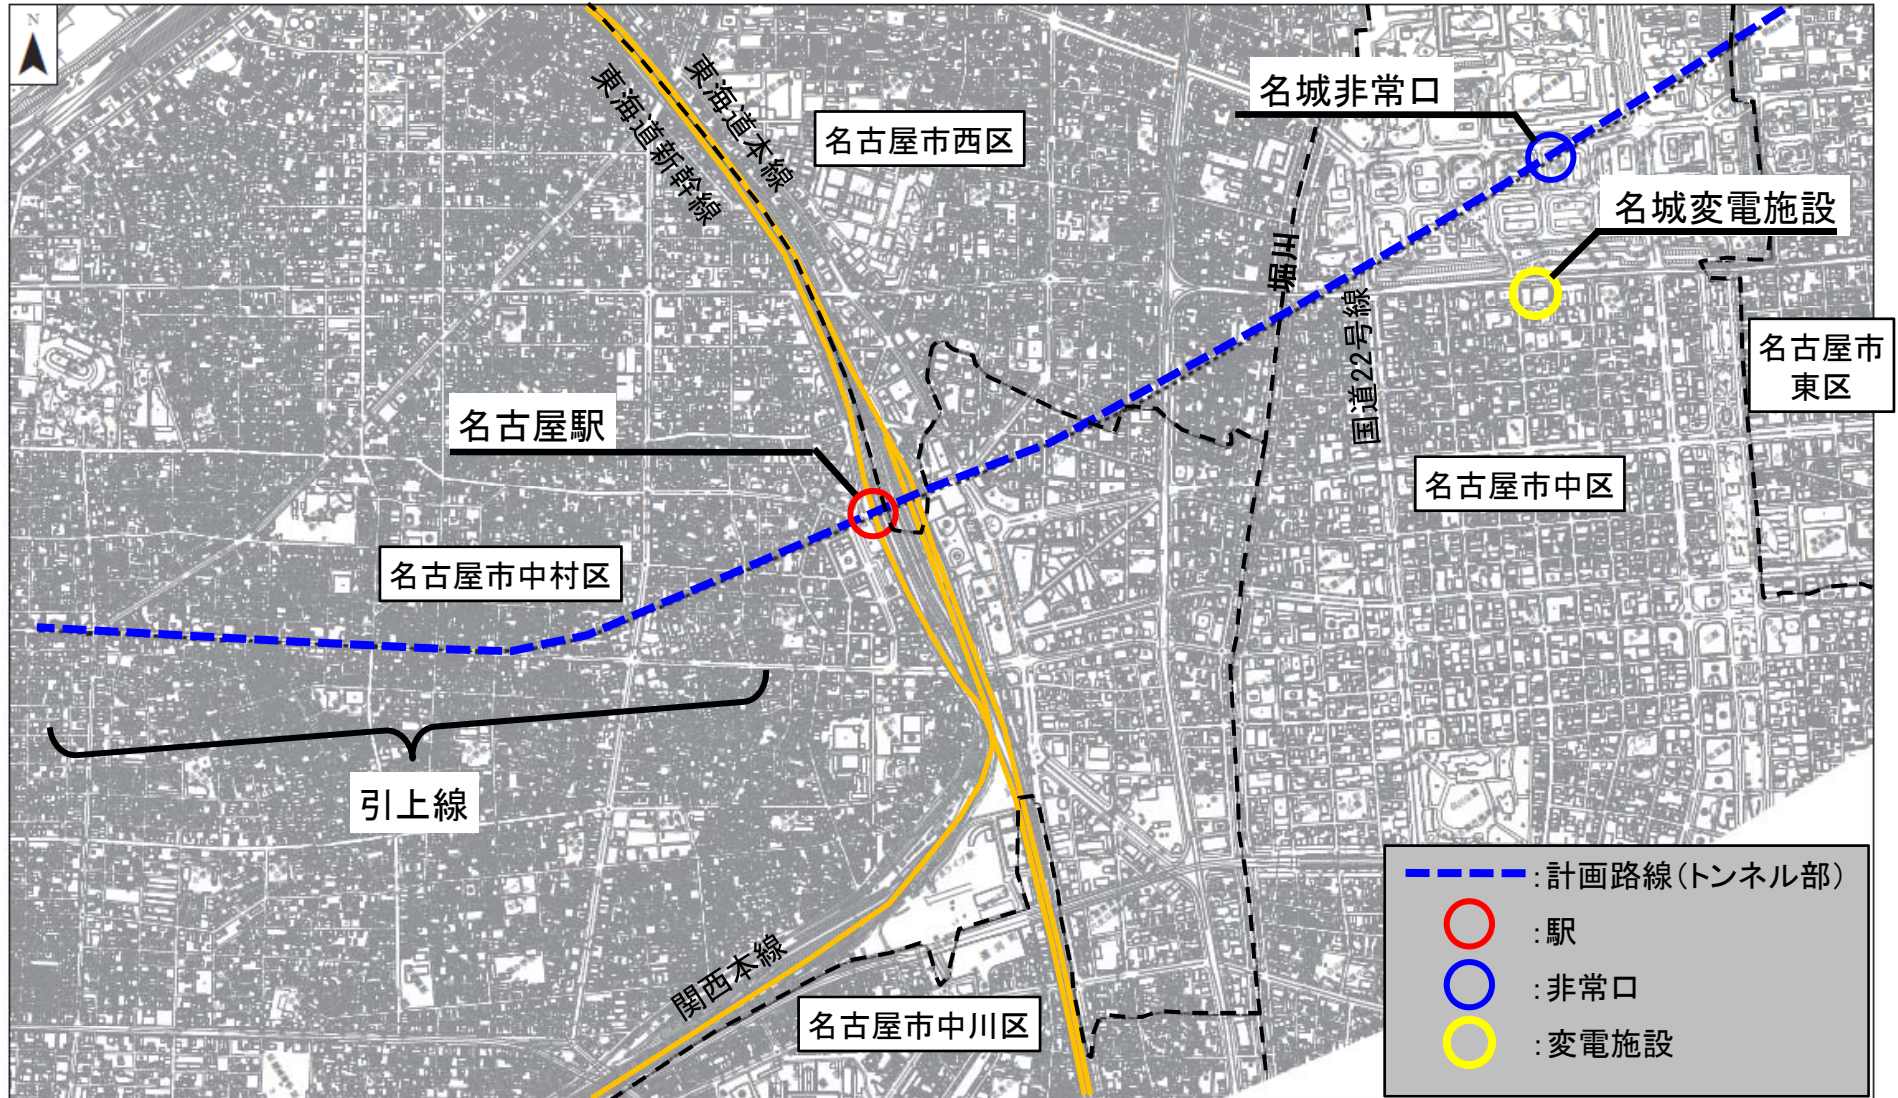 N
東海道本線
東海道新幹線
名古屋市西区
名城非常口
名城変電施設
堀川
国道22号線
名古屋市
東区
名古屋駅
名古屋市中区
名古屋市中村区
引上線
関西本線
名古屋市中川区
:計画路線(トンネル部)
:駅
:非常口
:変電施設